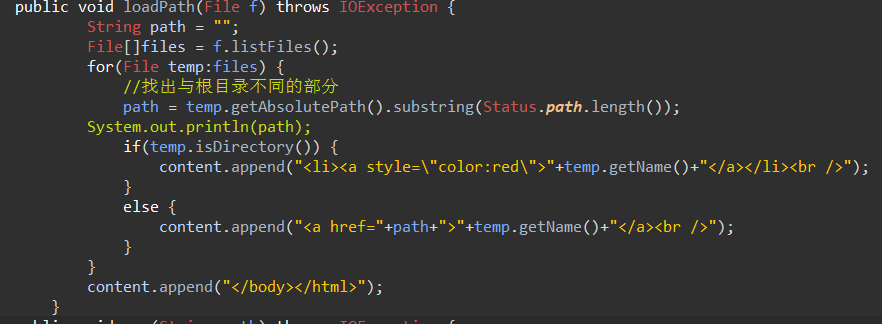 public void loadPath(File f) throws IOException {
String path = "";
File[]files = f.listFiles();
for(File temp:files) {
//找出与根目录不同的部分
path = temp.getAbsolutePath().substring(Status.path.length());
System.out.println(path);
if(temp.isDirectory()) {
content.append("<li><a style=\"color:red\">"+temp.getName()+"</a></li><br />");
}
else {
content.append("<a href="+path+">"+temp.getName()+"</a><br />");
}
}
content.append("</body></html>");
}